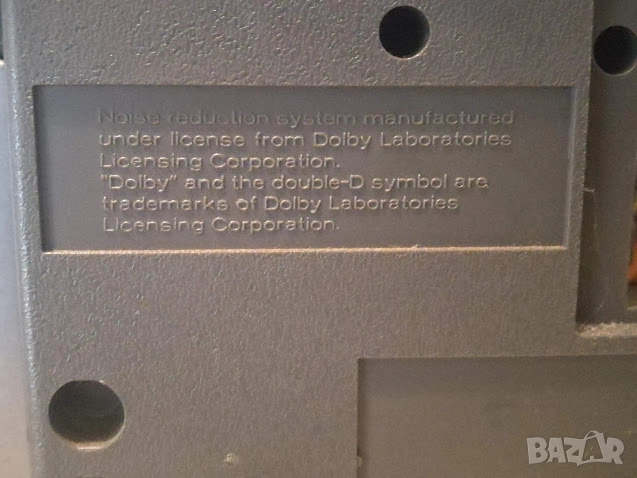 Noise reduction system manufactured
under license from Dolby Laboratories
Licensing Corporation.
"Dolby" and the double-D symbol are
trademarks of Dolby Laboratories
Licensing Corporation.
BAZAR